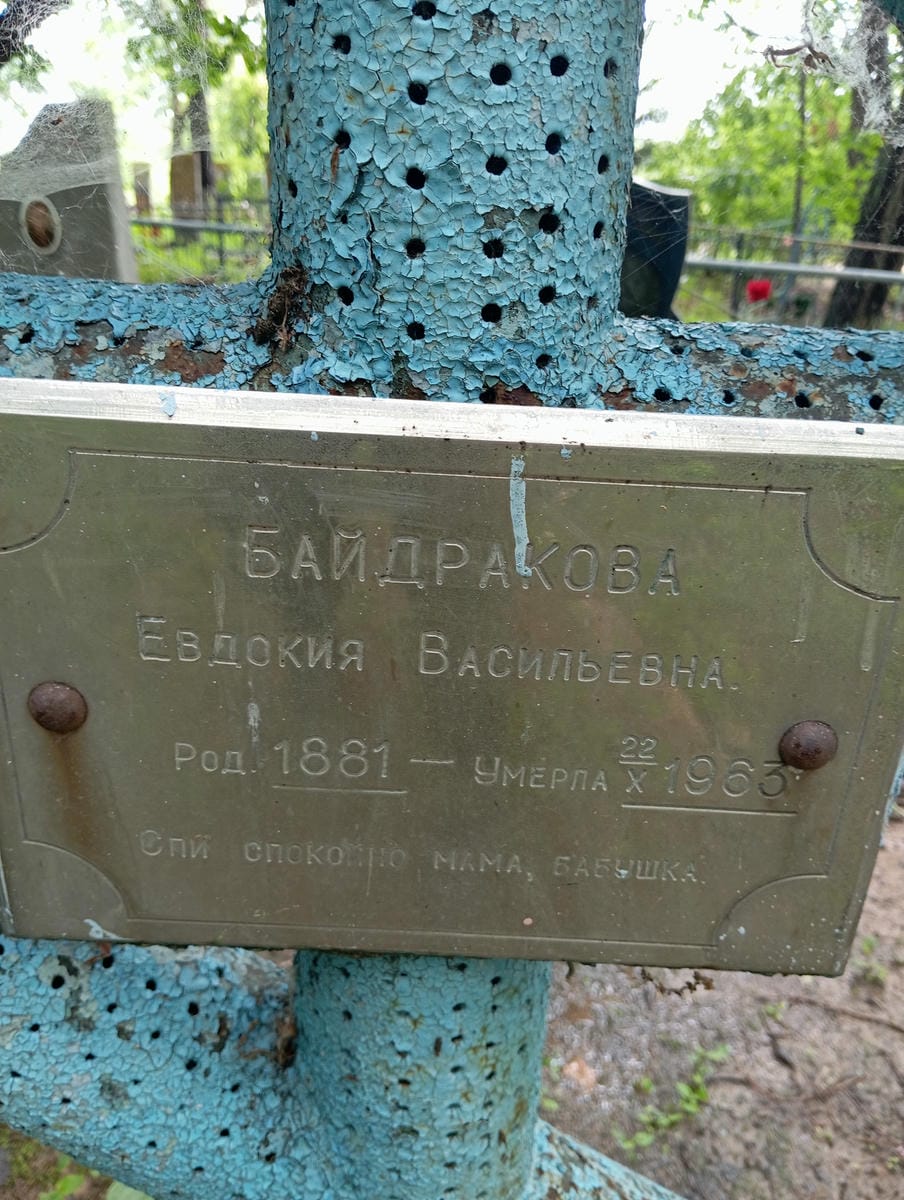 БАЙДРАКОВА
ЕВДОКИЯ ВАСИЛЬЕВНА.
РОД. 1881 — УМЕРЛА 22/X 1963
СПИ СПОКОЙНО МАМА, БАБУШКА.